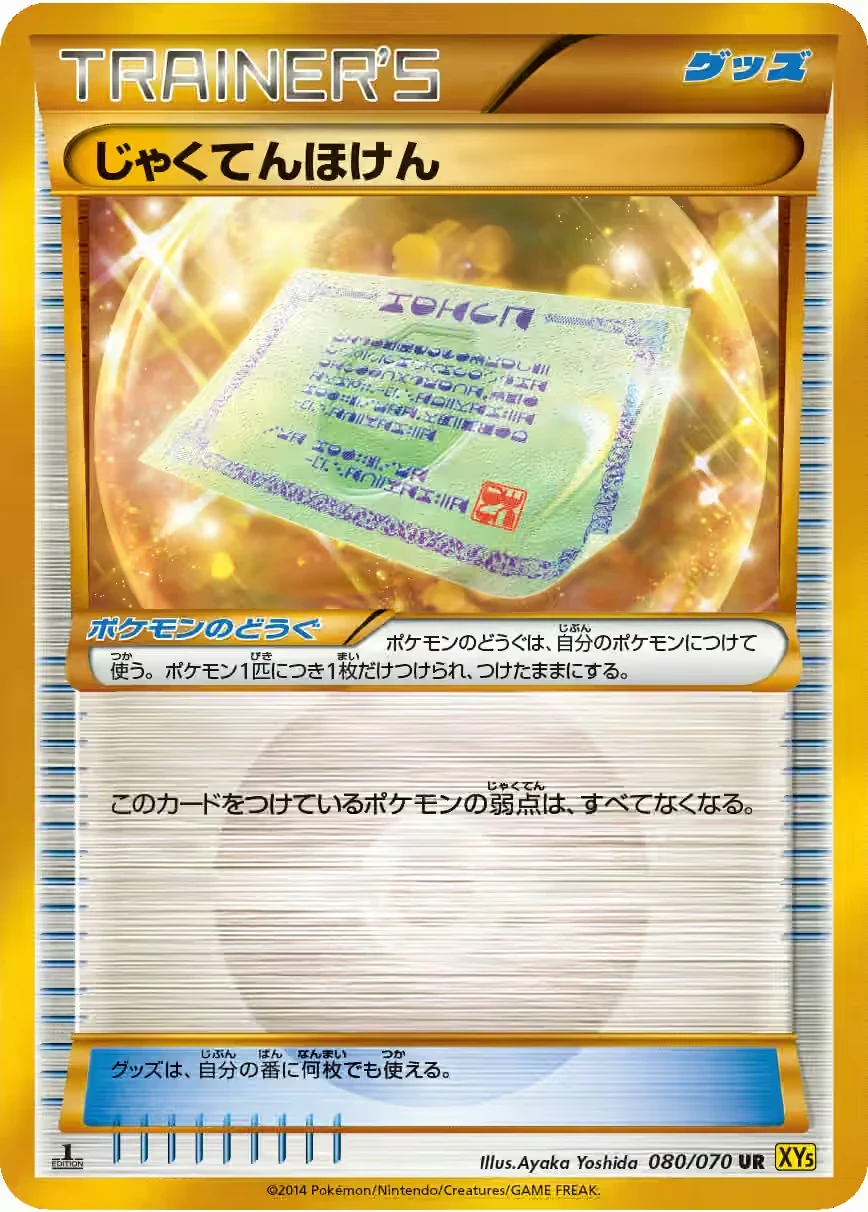 TRAINER'S
グッズ
じゃくてんほけん
ポケモンのどうぐ
ポケモンのどうぐは、自分のポケモンにつけて
使う。ポケモン1匹につき1枚だけつけられ、つけたままにする。
このカードをつけているポケモンの弱点は、すべてなくなる。
グッズは、自分の番に何枚でも使える。
1 EDITION
Illus.Ayaka Yoshida 080/070 UR XY5
©2014 Pokémon/Nintendo/Creatures/GAME FREAK.